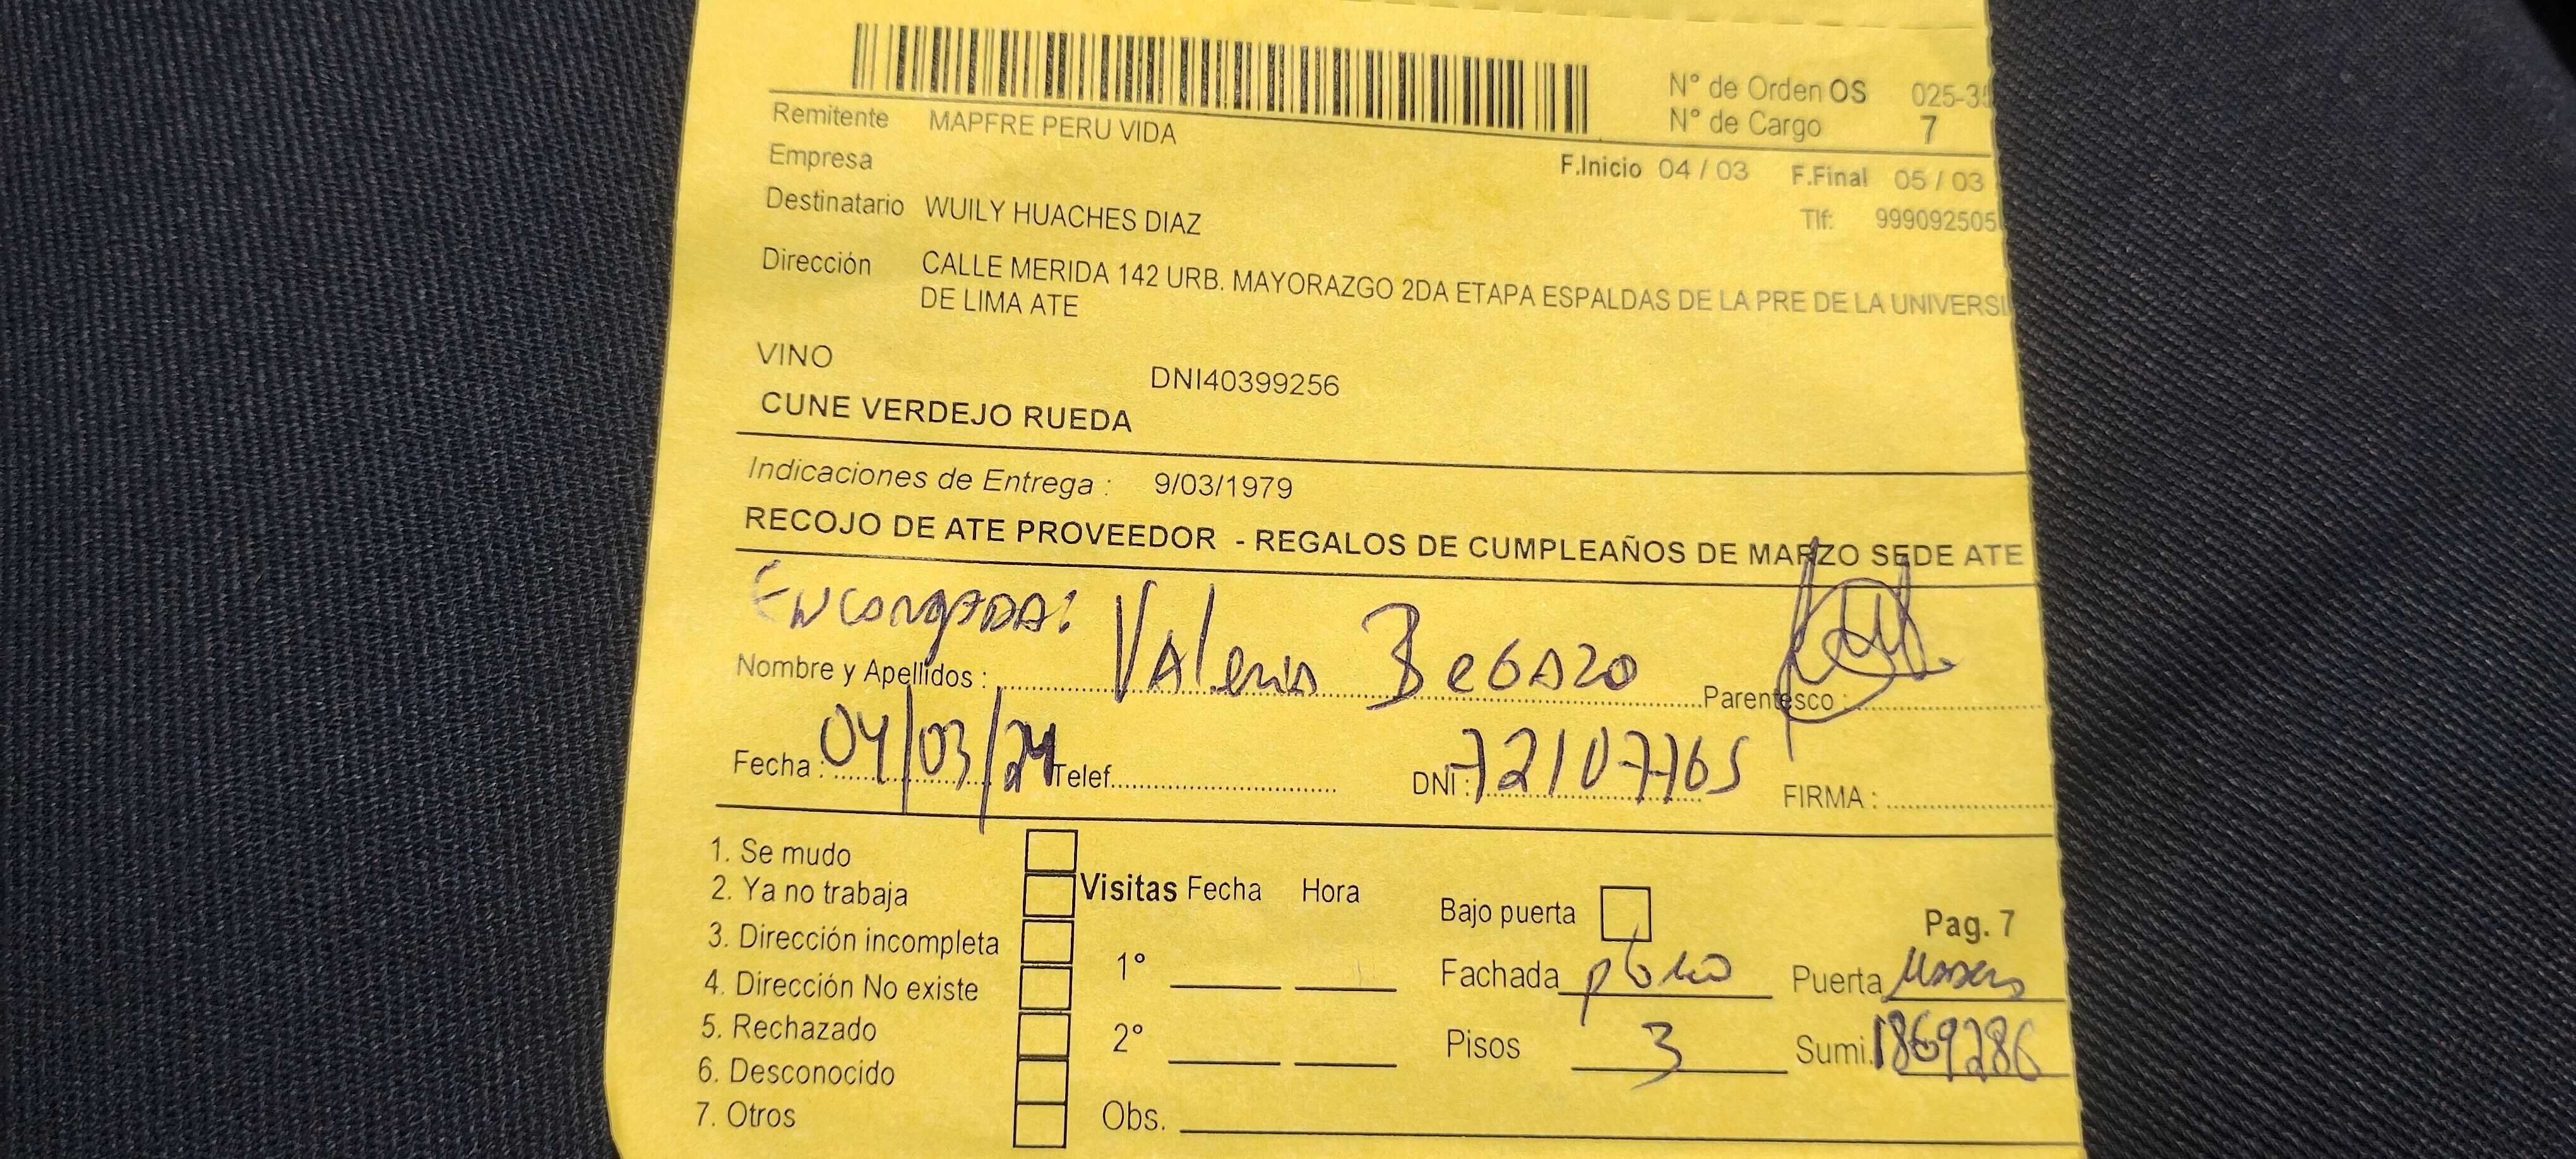 N° de Orden OS 025-35
N° de Cargo 7
Remitente MAPFRE PERU VIDA
Empresa
F.Inicio 04 / 03 F.Final 05 / 03
Destinatario WUILY HUACHES DIAZ
Tlf: 999092505
Dirección CALLE MERIDA 142 URB. MAYORAZGO 2DA ETAPA ESPALDAS DE LA PRE DE LA UNIVERSI
DE LIMA ATE
VINO
DNI40399256
CUNE VERDEJO RUEDA
Indicaciones de Entrega : 9/03/1979
RECOJO DE ATE PROVEEDOR - REGALOS DE CUMPLEAÑOS DE MARZO SEDE ATE
Encargada:
Nombre y Apellidos : Valeria Begazo Parentesco :
Fecha : 04/03/24 Telef. DNI : 72107765 FIRMA :
1. Se mudo
2. Ya no trabaja
3. Dirección incompleta
4. Dirección No existe
5. Rechazado
6. Desconocido
7. Otros
Visitas Fecha Hora
1°
2°
Obs.
Bajo puerta
Pag. 7
Fachada Puerta
Pisos 3 Sumi. 1869286